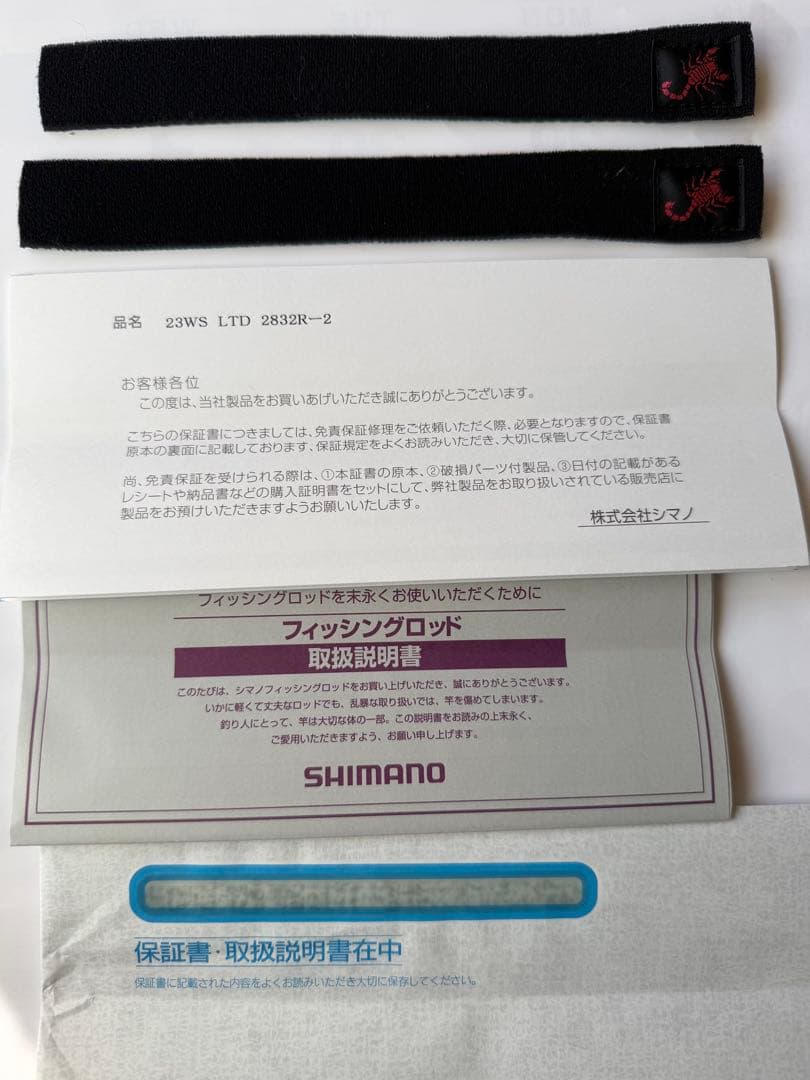 品名 23WS LTD 2832R-2
お客様各位
この度は、当社製品をお買いあげいただき誠にありがとうございます。
こちらの保証書につきましては、免責保証修理をご依頼いただく際、必要となりますので、保証書
原本の裏面に記載しております、保証規定をよくお読みいただき、大切に保管してください。
尚、免責保証を受けられる際は、①本証書の原本、②破損パーツ付製品、③日付の記載がある
レシートや納品書などの購入証明書をセットにして、弊社製品をお取り扱いされている販売店に
製品をお預けいただきますようお願いいたします。
株式会社シマノ
フィッシングロッドを末永くお使いいただくために
フィッシングロッド
取扱説明書
このたびは、シマノフィッシングロッドをお買い上げいただき、誠にありがとうございます。
いかに軽くて丈夫なロッドでも、乱暴な取り扱いでは、竿を傷めてしまいます。
釣り人にとって、竿は大切な体の一部。この説明書をお読みの上末永く、
ご愛用いただきますよう、お願い申し上げます。
SHIMANO
保証書・取扱説明書在中
保証書に記載された内容をよくお読みいただき大切に保存してください。